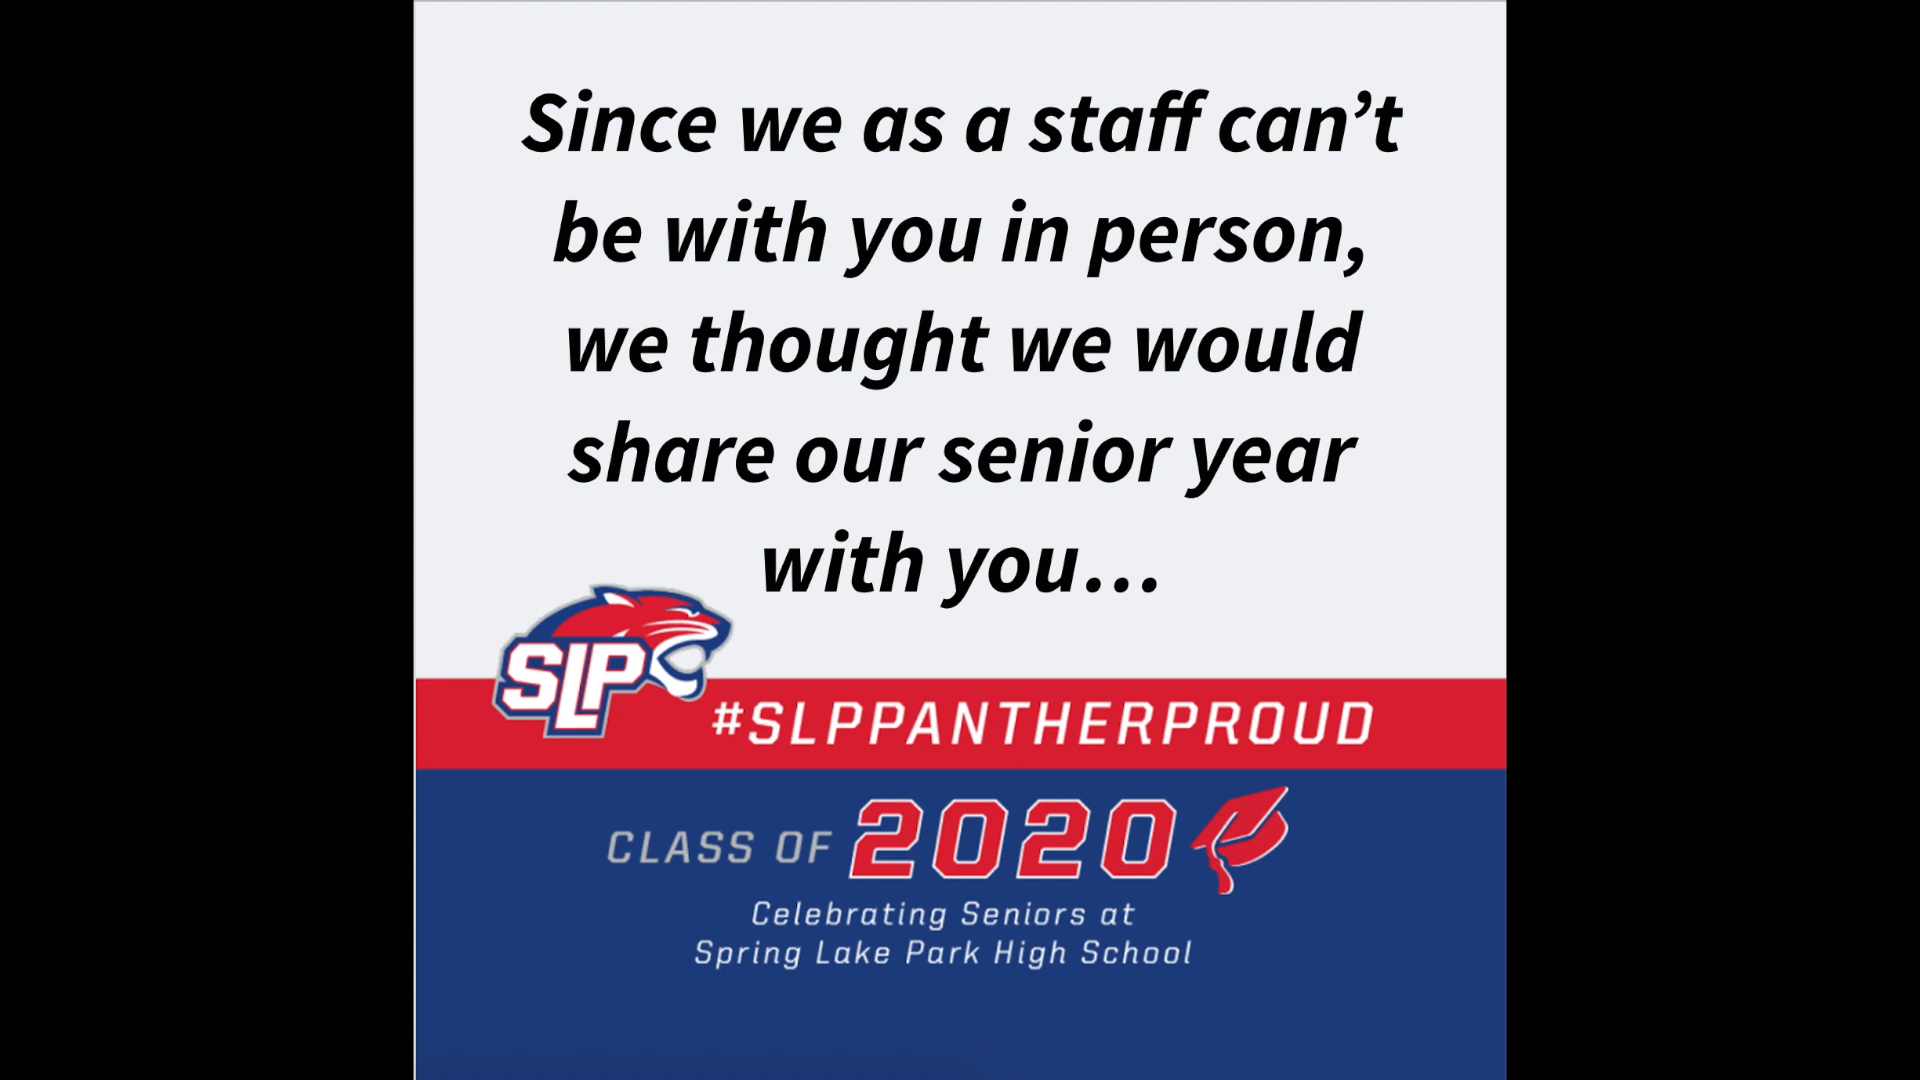 Since we as a staff can’t
be with you in person,
we thought we would
share our senior year
with you...
SLP
#SLPPANTHERPROUD
CLASS OF 2020
Celebrating Seniors at
Spring Lake Park High School